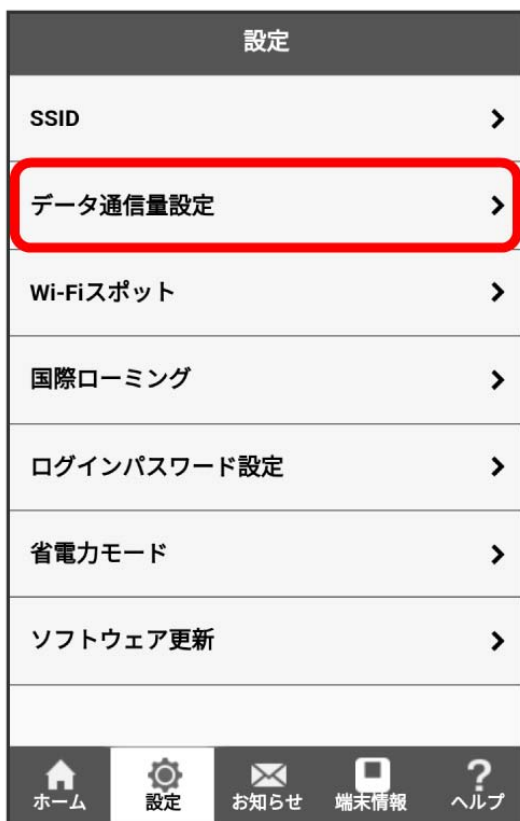 設定
SSID
データ通信量設定
Wi-Fiスポット
国際ローミング
ログインパスワード設定
省電力モード
ソフトウェア更新
ホーム 設定 お知らせ 端末情報 ヘルプ